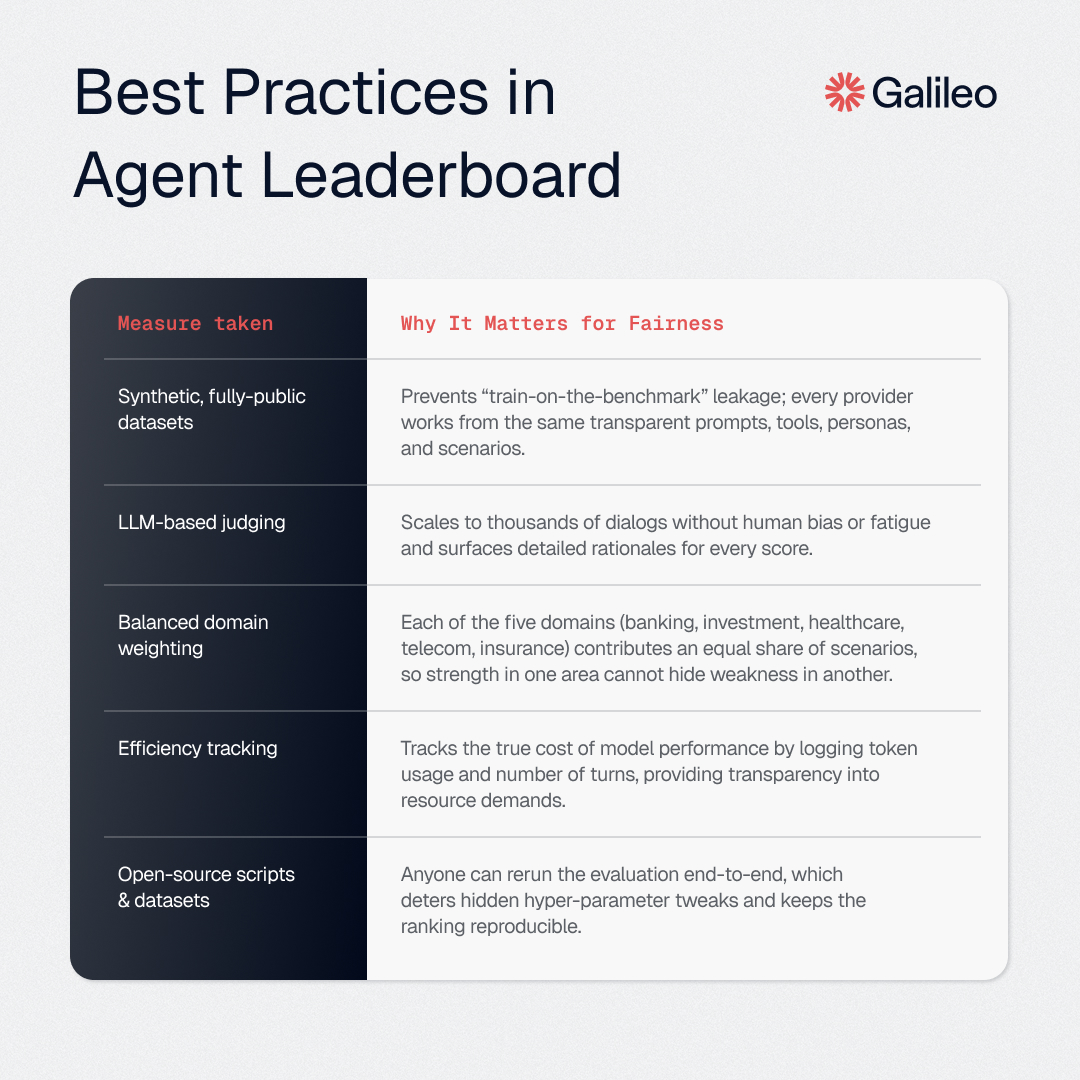 Best Practices in
Agent Leaderboard
Galileo
Measure taken
Why It Matters for Fairness
Synthetic, fully-public
datasets
Prevents “train-on-the-benchmark” leakage; every provider
works from the same transparent prompts, tools, personas,
and scenarios.
LLM-based judging
Scales to thousands of dialogs without human bias or fatigue
and surfaces detailed rationales for every score.
Balanced domain
weighting
Each of the five domains (banking, investment, healthcare,
telecom, insurance) contributes an equal share of scenarios,
so strength in one area cannot hide weakness in another.
Efficiency tracking
Tracks the true cost of model performance by logging token
usage and number of turns, providing transparency into
resource demands.
Open-source scripts
& datasets
Anyone can rerun the evaluation end-to-end, which
deters hidden hyper-parameter tweaks and keeps the
ranking reproducible.